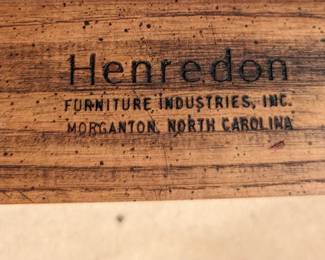 Henredon
FURNITURE INDUSTRIES, INC.
MORGANTON, NORTH CAROLINA